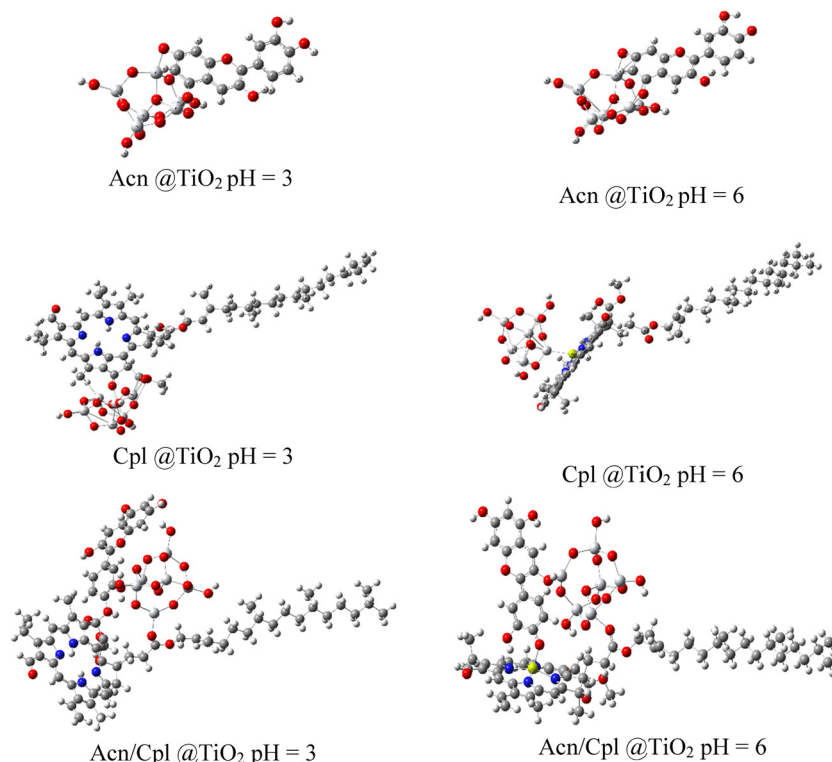 Acn @TiO₂ pH = 3
Acn @TiO₂ pH = 6
Cpl @TiO₂ pH = 3
Cpl @TiO₂ pH = 6
Acn/Cpl @TiO₂ pH = 3
Acn/Cpl @TiO₂ pH = 6